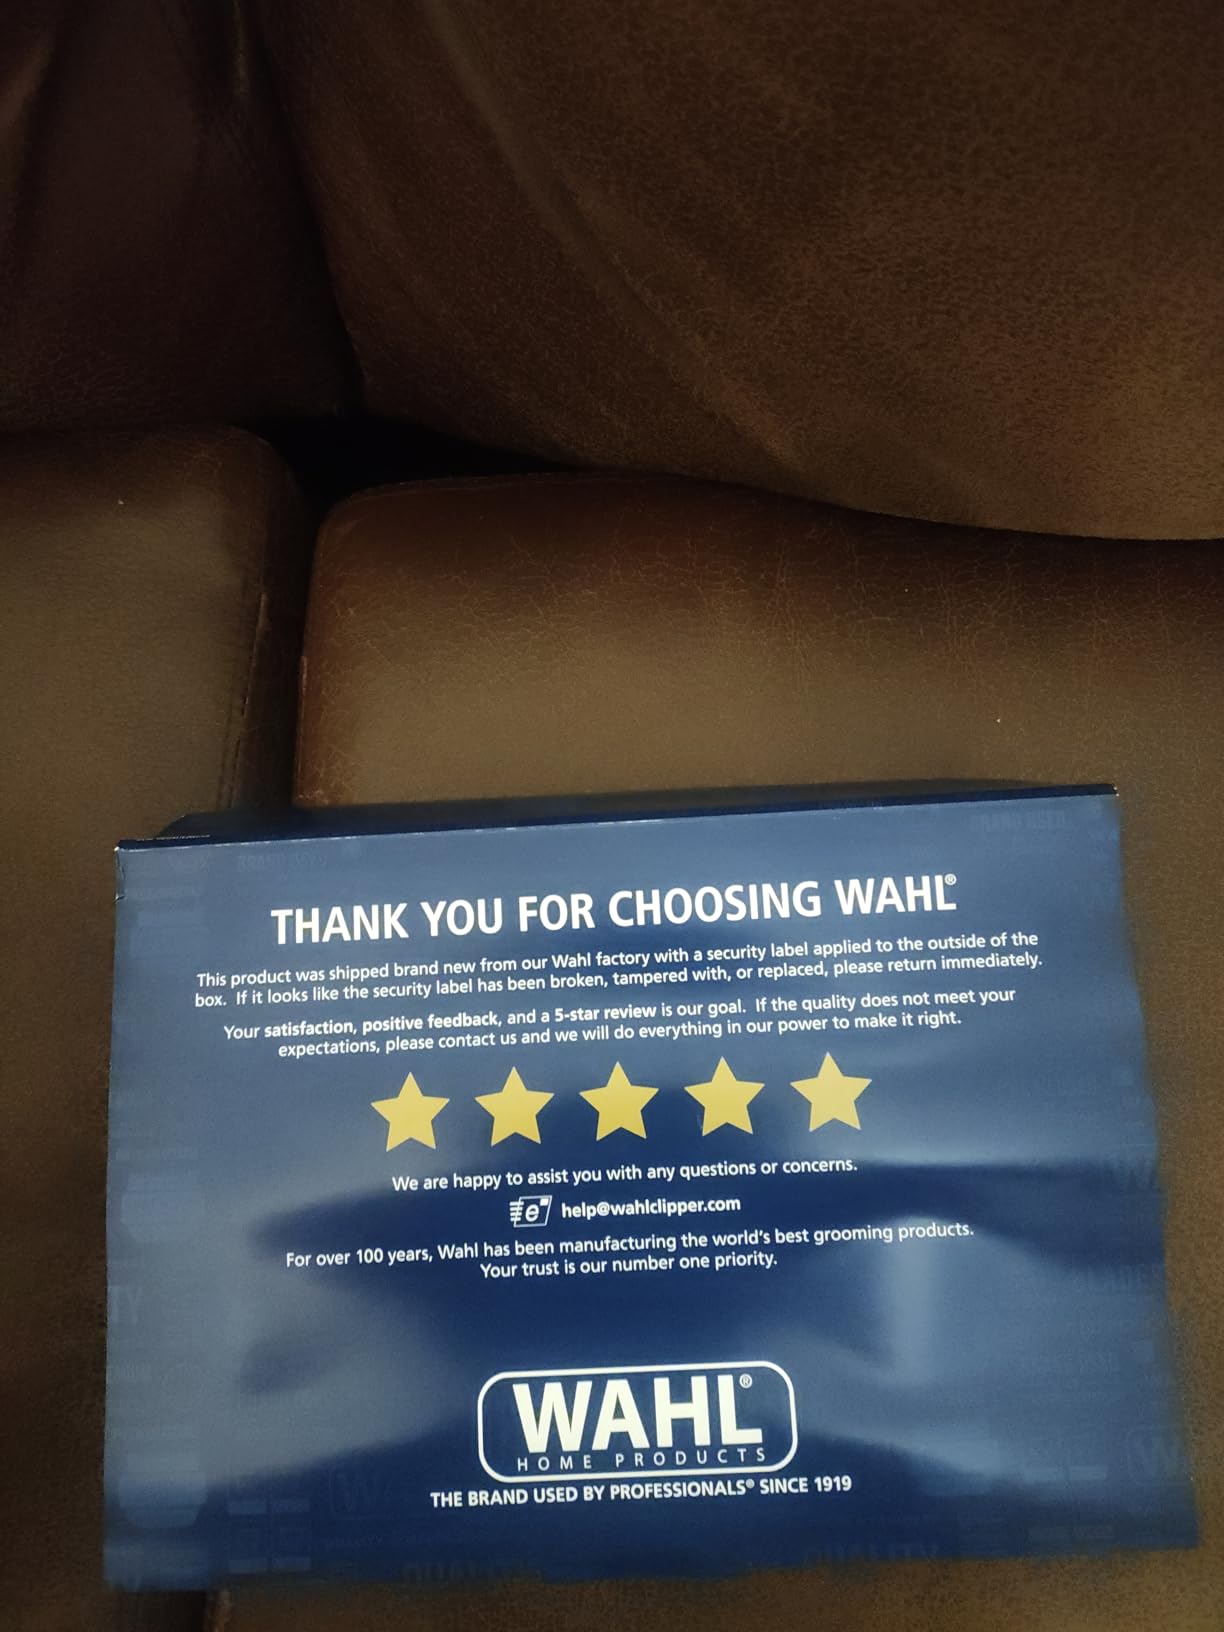 THANK YOU FOR CHOOSING WAHL®
This product was shipped brand new from our Wahl factory with a security label applied to the outside of the
box. If it looks like the security label has been broken, tampered with, or replaced, please return immediately.
Your satisfaction, positive feedback, and a 5-star review is our goal. If the quality does not meet your
expectations, please contact us and we will do everything in our power to make it right.
We are happy to assist you with any questions or concerns.
help@wahlclipper.com
For over 100 years, Wahl has been manufacturing the world's best grooming products.
Your trust is our number one priority.
WAHL®
HOME PRODUCTS
THE BRAND USED BY PROFESSIONALS® SINCE 1919